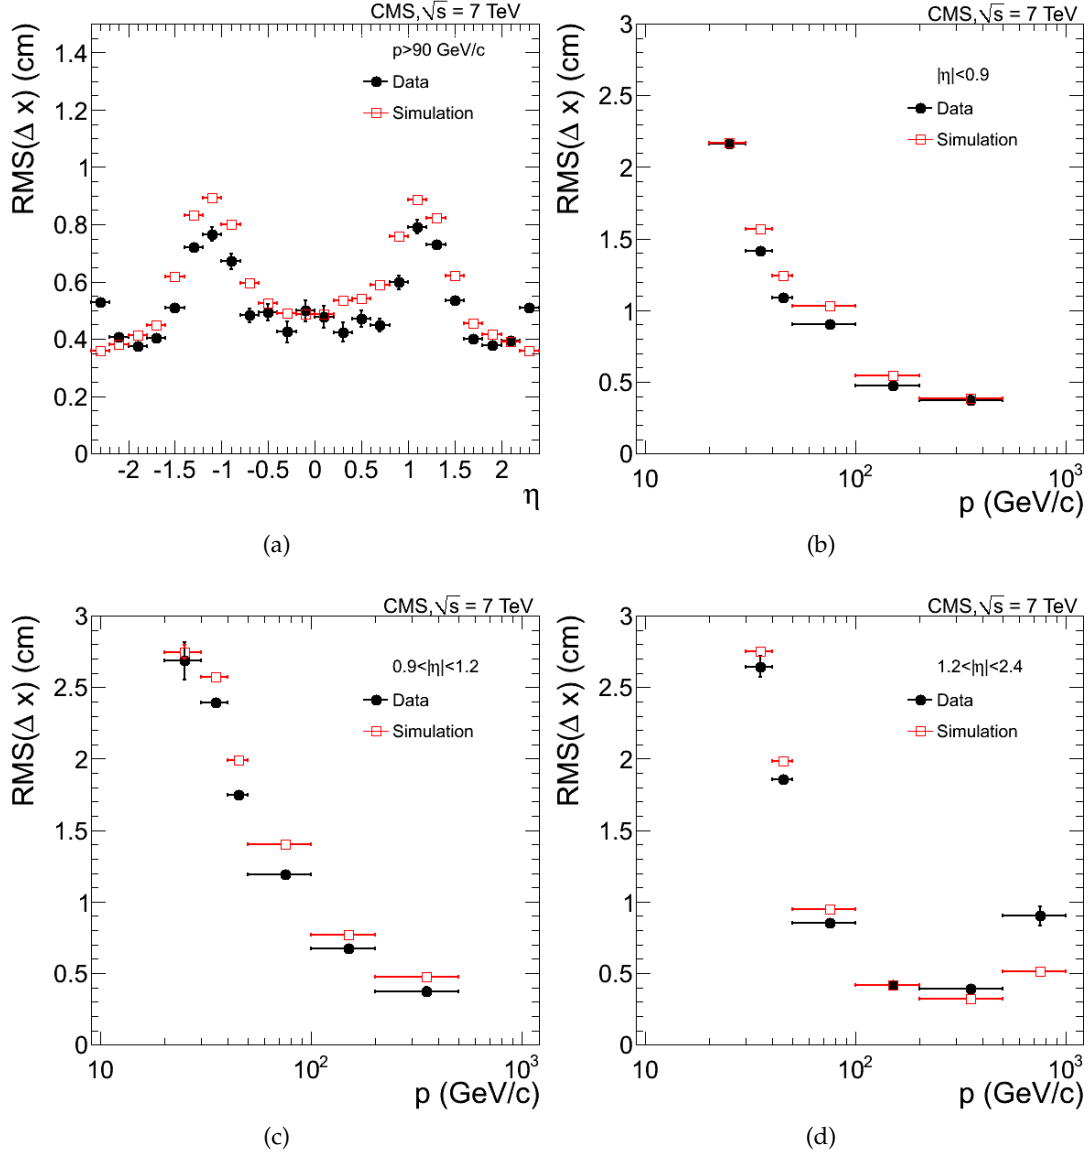 CMS, √s = 7 TeV
RMS(Δ x) (cm)
1.4
1.2
1
0.8
0.6
0.4
0.2
0
p>90 GeV/c
Data
Simulation
-2 -1.5 -1 -0.5 0 0.5 1 1.5 2
η
(a)
CMS, √s = 7 TeV
RMS(Δ x) (cm)
3
2.5
2
1.5
1
0.5
0
|η|<0.9
Data
Simulation
10 10² 10³
p (GeV/c)
(b)
CMS, √s = 7 TeV
RMS(Δ x) (cm)
3
2.5
2
1.5
1
0.5
0
0.9<|η|<1.2
Data
Simulation
10 10² 10³
p (GeV/c)
(c)
CMS, √s = 7 TeV
RMS(Δ x) (cm)
3
2.5
2
1.5
1
0.5
0
1.2<|η|<2.4
Data
Simulation
10 10² 10³
p (GeV/c)
(d)